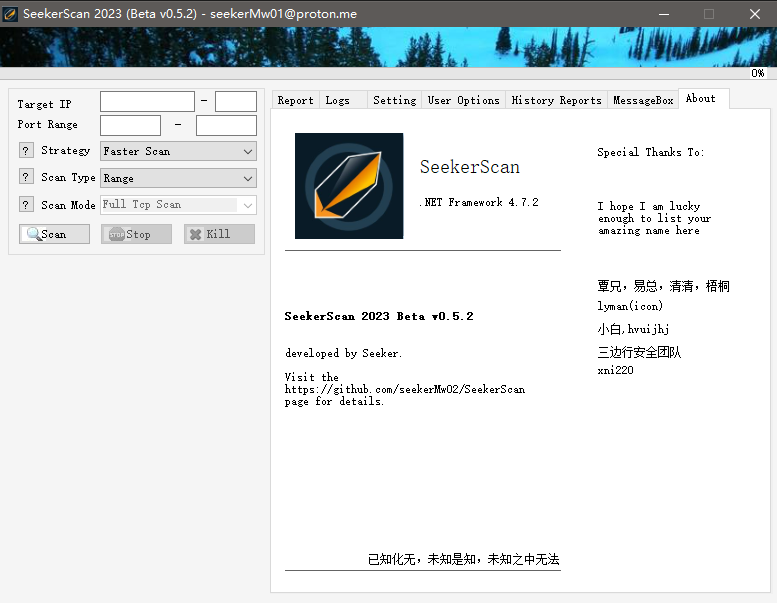 SeekerScan 2023 (Beta v0.5.2) - seekerMw01@proton.me
0%
Target IP -
Port Range -
? Strategy Faster Scan
? Scan Type Range
? Scan Mode Full Tcp Scan
Scan STOP Stop Kill
Report Logs Setting User Options History Reports MessageBox About
SeekerScan
.NET Framework 4.7.2
SeekerScan 2023 Beta v0.5.2
developed by Seeker.
Visit the
https://github.com/seekerMw02/SeekerScan
page for details.
已知化无，未知是知，未知之中无法
Special Thanks To:
I hope I am lucky
enough to list your
amazing name here
覃兄，易总，清清，梧桐
lyman(icon)
小白,hvuijhj
三边行安全团队
xni220